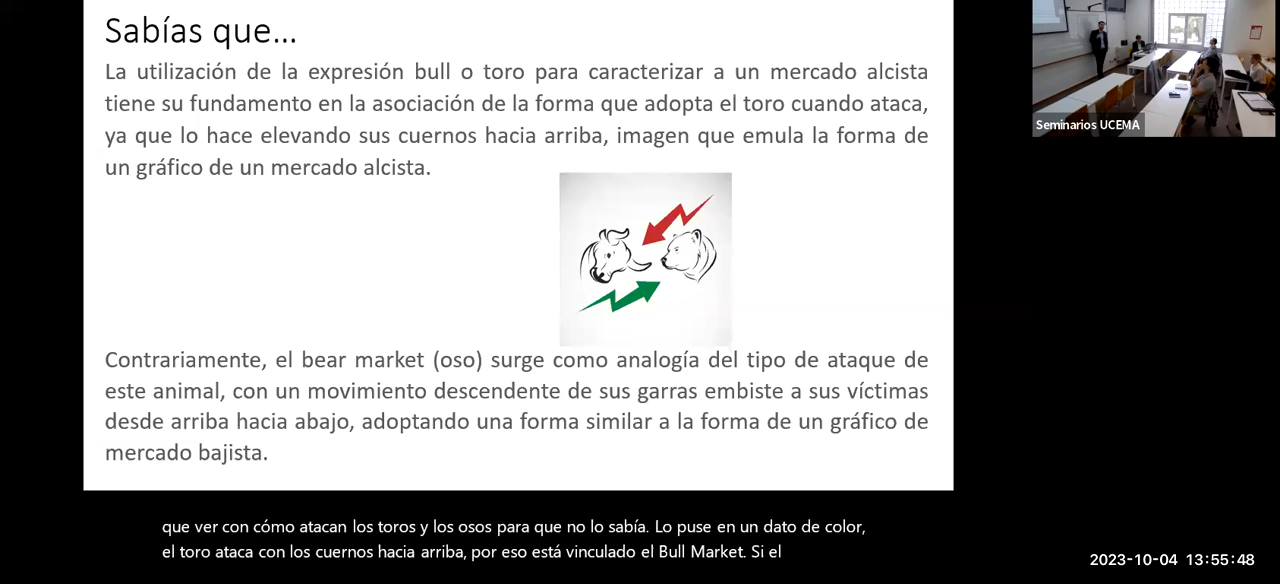 Sabías que...
La utilización de la expresión bull o toro para caracterizar a un mercado alcista
tiene su fundamento en la asociación de la forma que adopta el toro cuando ataca,
ya que lo hace elevando sus cuernos hacia arriba, imagen que emula la forma de
un gráfico de un mercado alcista.
Contrariamente, el bear market (oso) surge como analogía del tipo de ataque de
este animal, con un movimiento descendente de sus garras embiste a sus víctimas
desde arriba hacia abajo, adoptando una forma similar a la forma de un gráfico de
mercado bajista.
Seminarios UCEMA
que ver con cómo atacan los toros y los osos para que no lo sabía. Lo puse en un dato de color,
el toro ataca con los cuernos hacia arriba, por eso está vinculado el Bull Market. Si el
2023-10-04 13:55:48